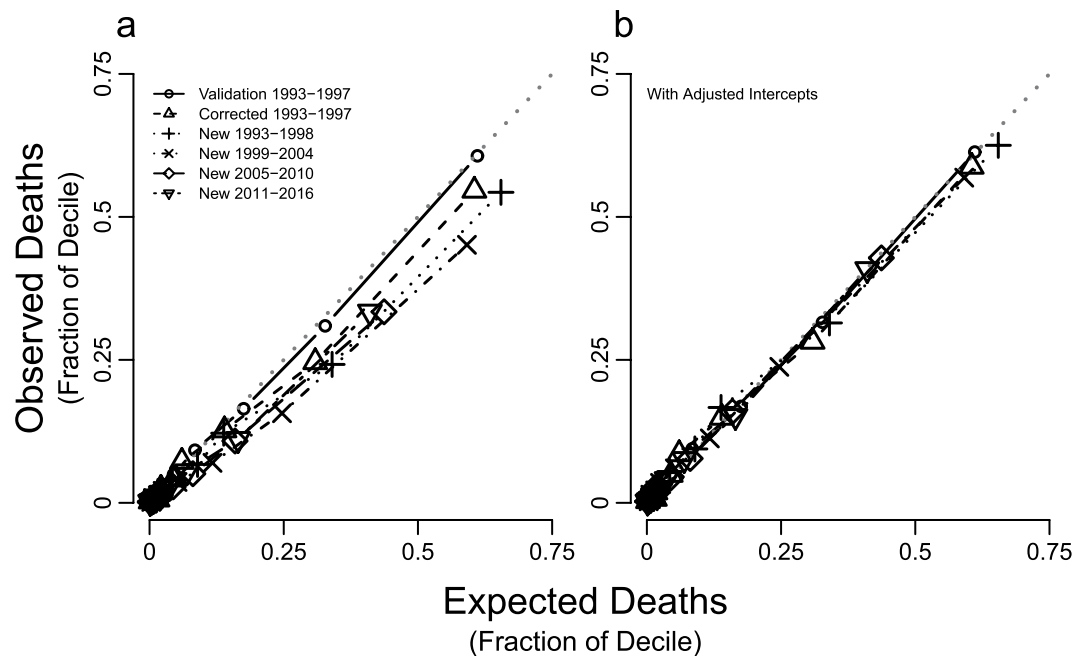 a
b
0.75
0.5
0.25
0
Observed Deaths
(Fraction of Decile)
Validation 1993−1997
Corrected 1993−1997
New 1993−1998
New 1999−2004
New 2005−2010
New 2011−2016
0
0.25
0.5
0.75
0.75
0.5
0.25
0
With Adjusted Intercepts
0
0.25
0.5
0.75
Expected Deaths
(Fraction of Decile)